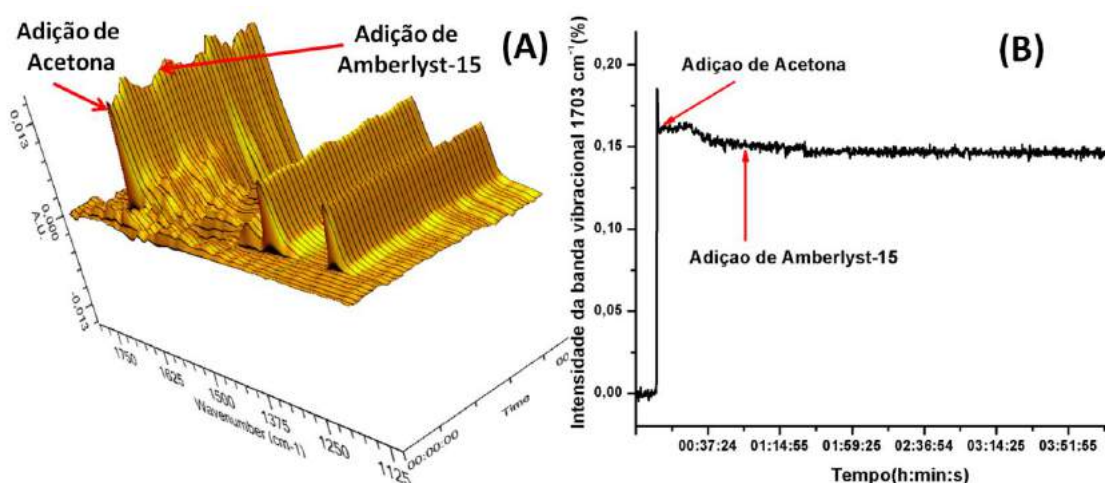 Adição de
Acetona
Adição de
Amberlyst-15
(A)
0,013
0,000
A.U.
-0,013
1750
1625
1500
1375
1250
1125
Wavenumber (cm-1)
00:00:00
Time
00
(B)
Intensidade da banda vibracional 1703 cm⁻¹(%)
0,20
0,15
0,10
0,05
0,00
Adiçao de Acetona
Adiçao de Amberlyst-15
00:37:24
01:14:55
01:59:25
02:36:54
03:14:25
03:51:55
Tempo(h:min:s)